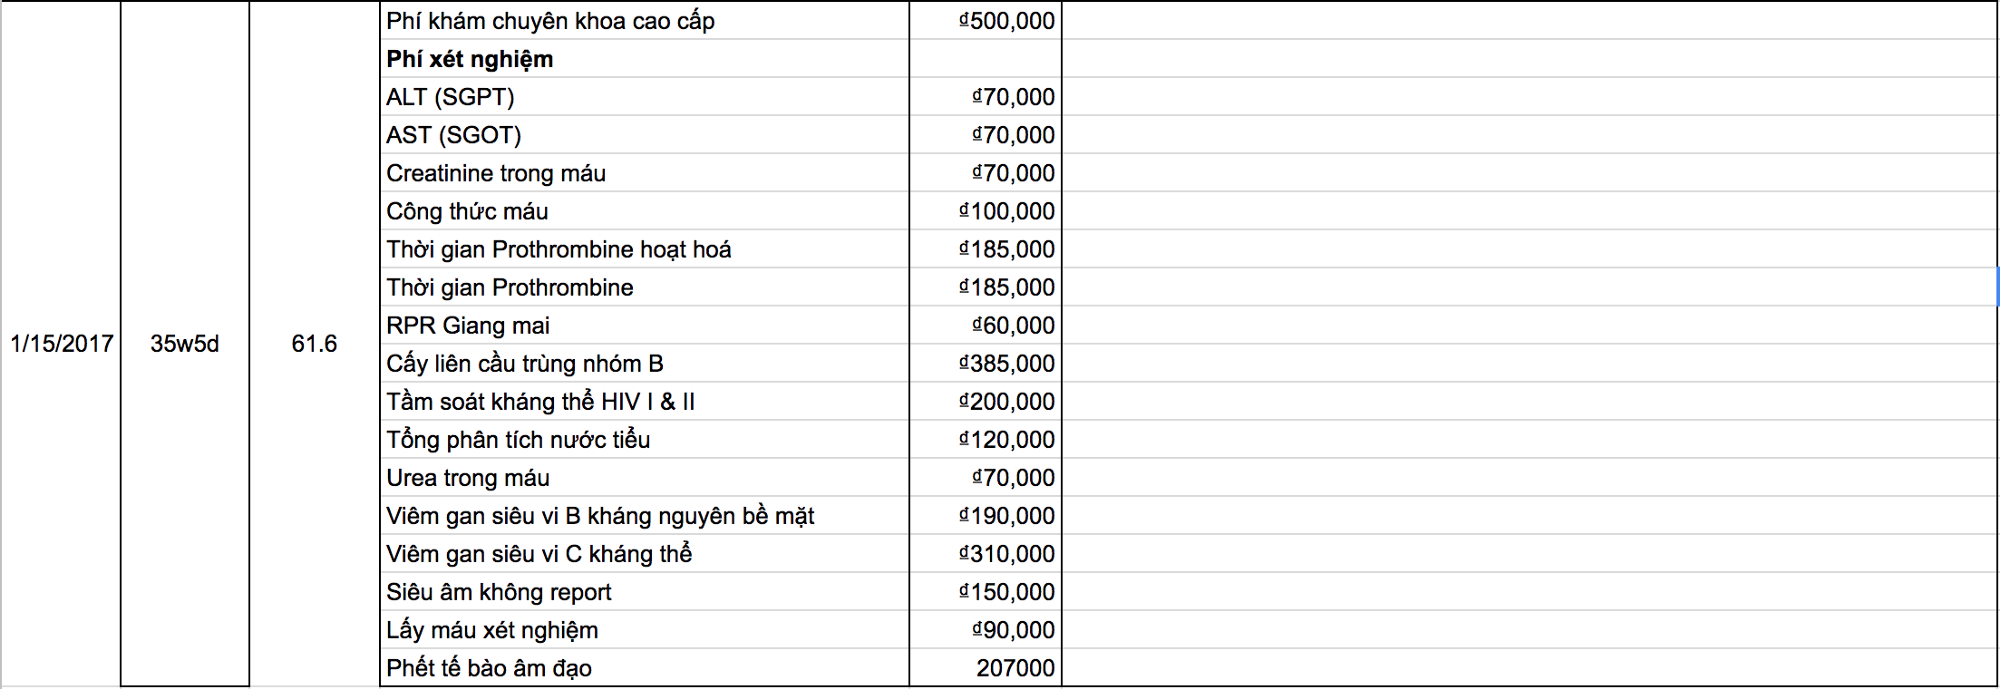 Phí khám chuyên khoa cao cấp ₫500,000
Phí xét nghiệm
ALT (SGPT) ₫70,000
AST (SGOT) ₫70,000
Creatinine trong máu ₫70,000
Công thức máu ₫100,000
Thời gian Prothrombine hoạt hoá ₫185,000
Thời gian Prothrombine ₫185,000
RPR Giang mai ₫60,000
1/15/2017 35w5d 61.6
Cấy liên cầu trùng nhóm B ₫385,000
Tầm soát kháng thể HIV I & II ₫200,000
Tổng phân tích nước tiểu ₫120,000
Urea trong máu ₫70,000
Viêm gan siêu vi B kháng nguyên bề mặt ₫190,000
Viêm gan siêu vi C kháng thể ₫310,000
Siêu âm không report ₫150,000
Lấy máu xét nghiệm ₫90,000
Phết tế bào âm đạo 207000